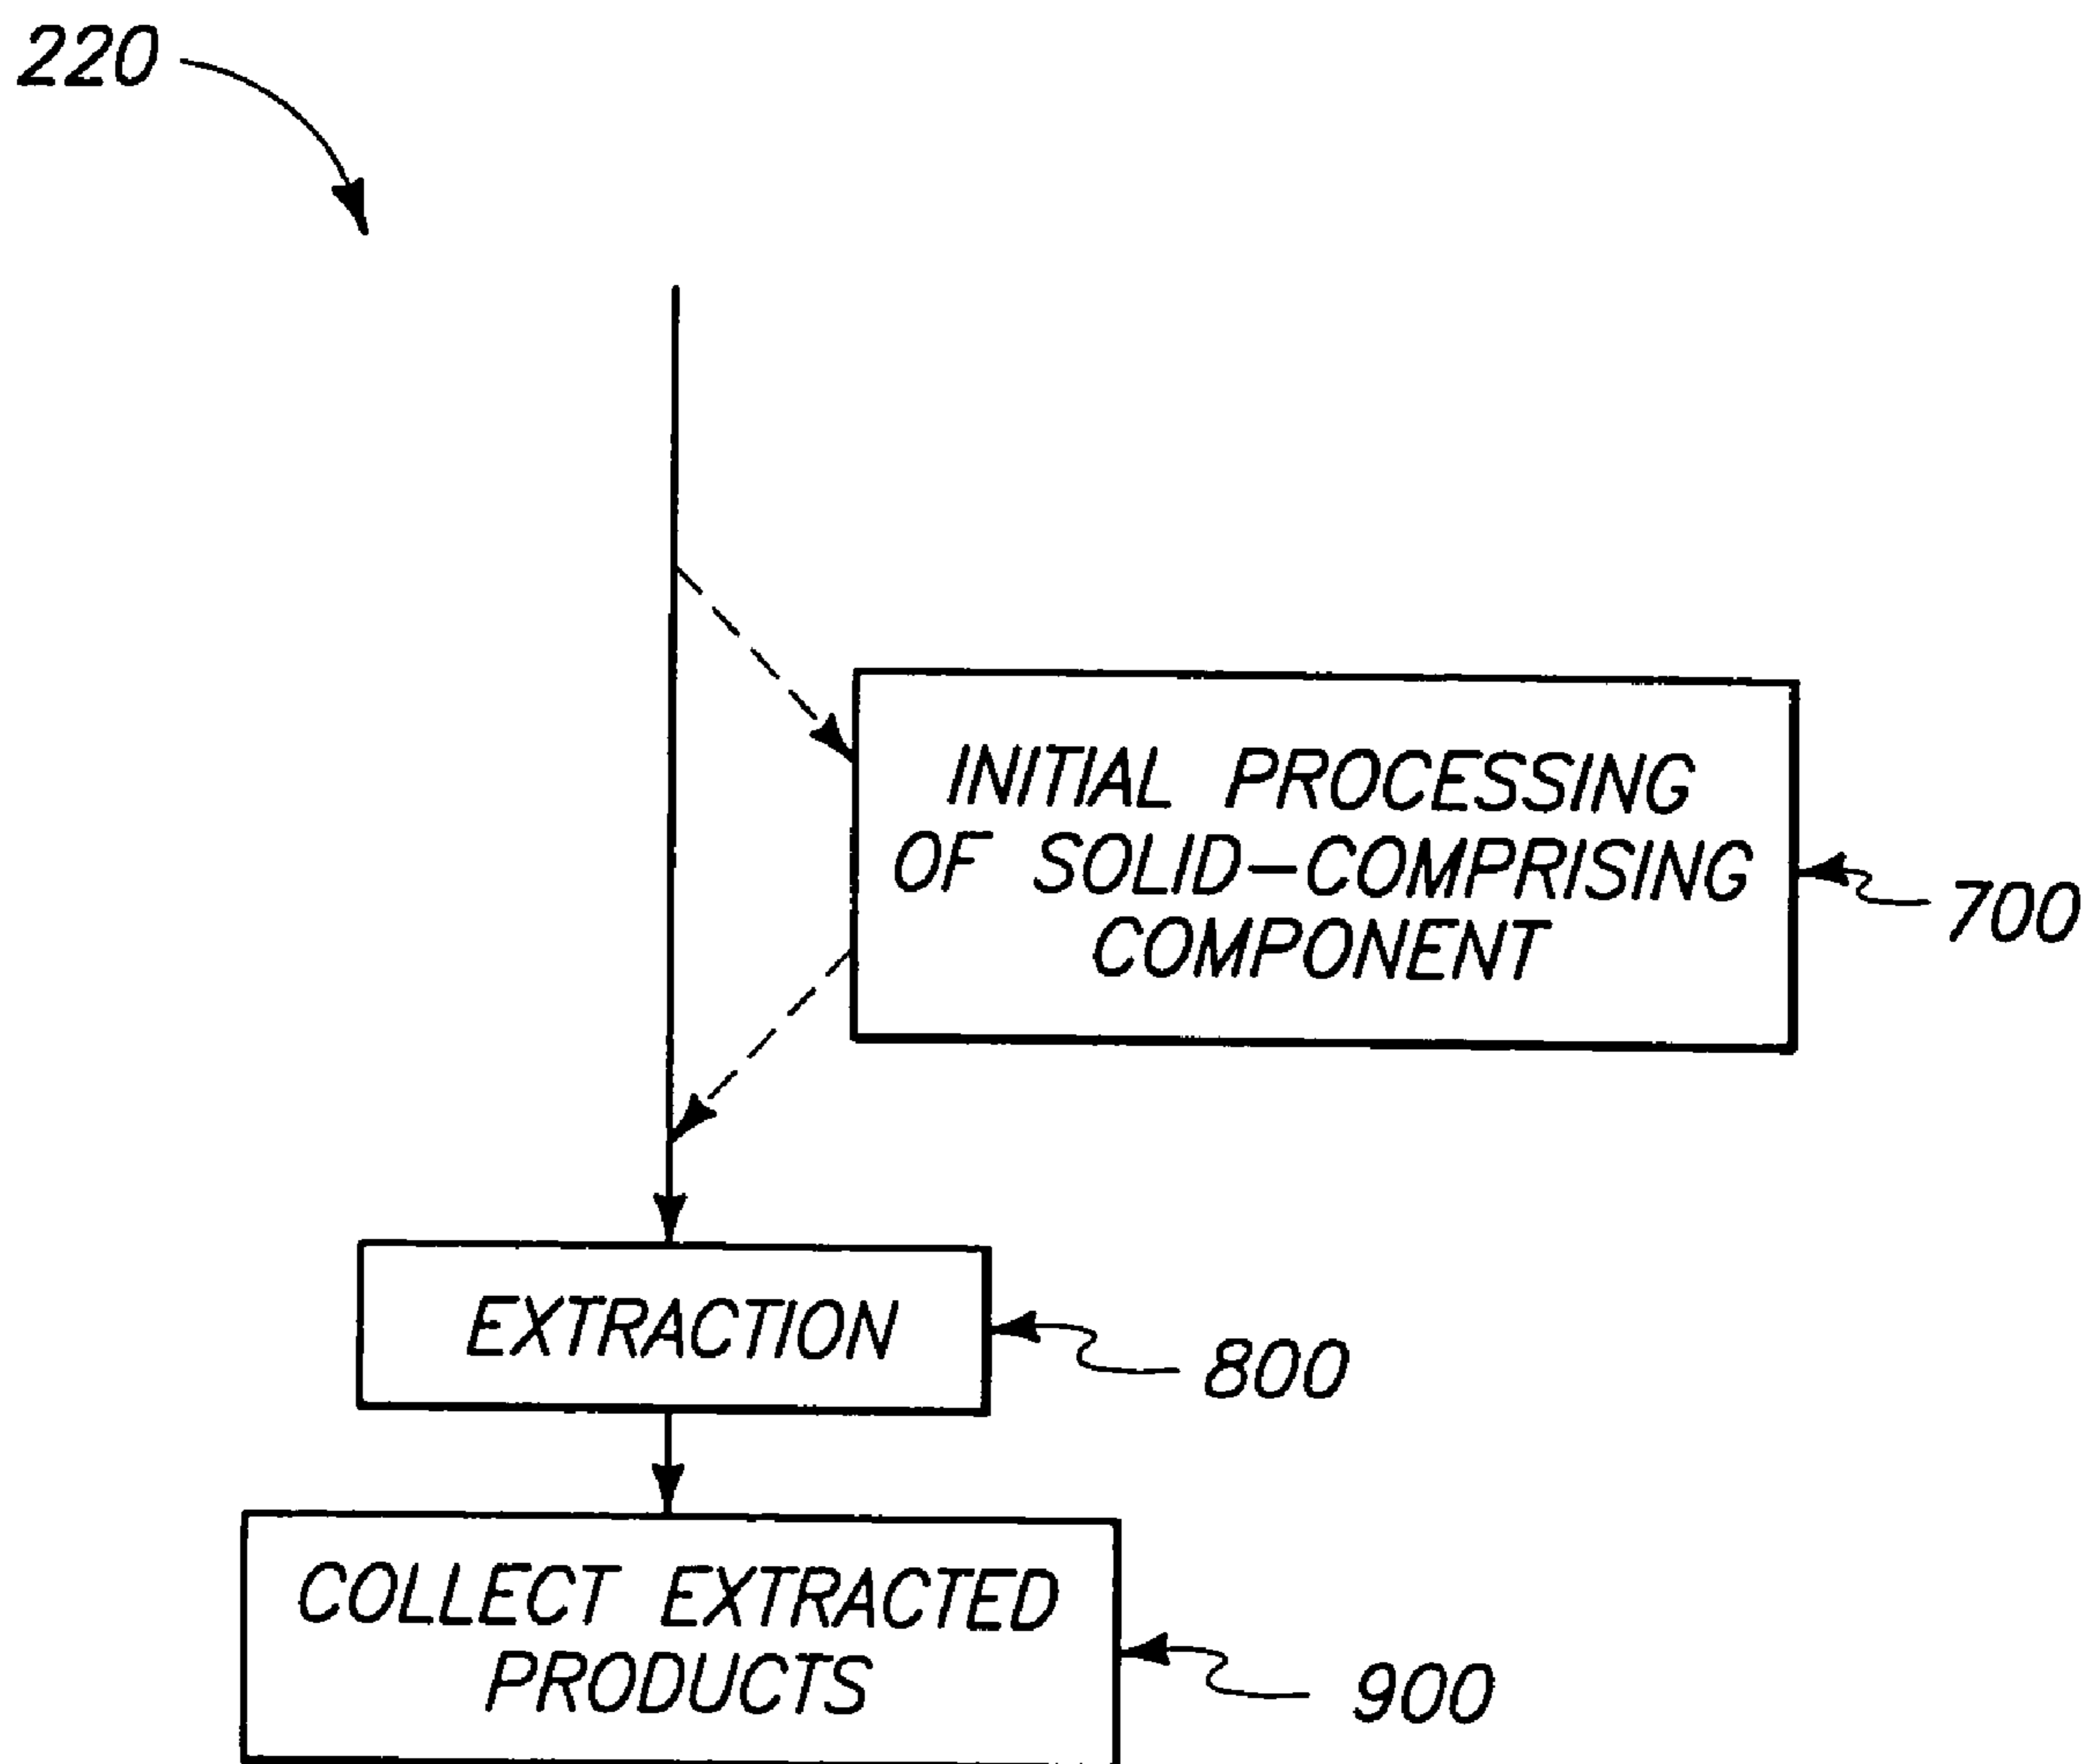 220
INITIAL PROCESSING
OF SOLID-COMPRISING
COMPONENT
700
EXTRACTION
800
COLLECT EXTRACTED
PRODUCTS
900